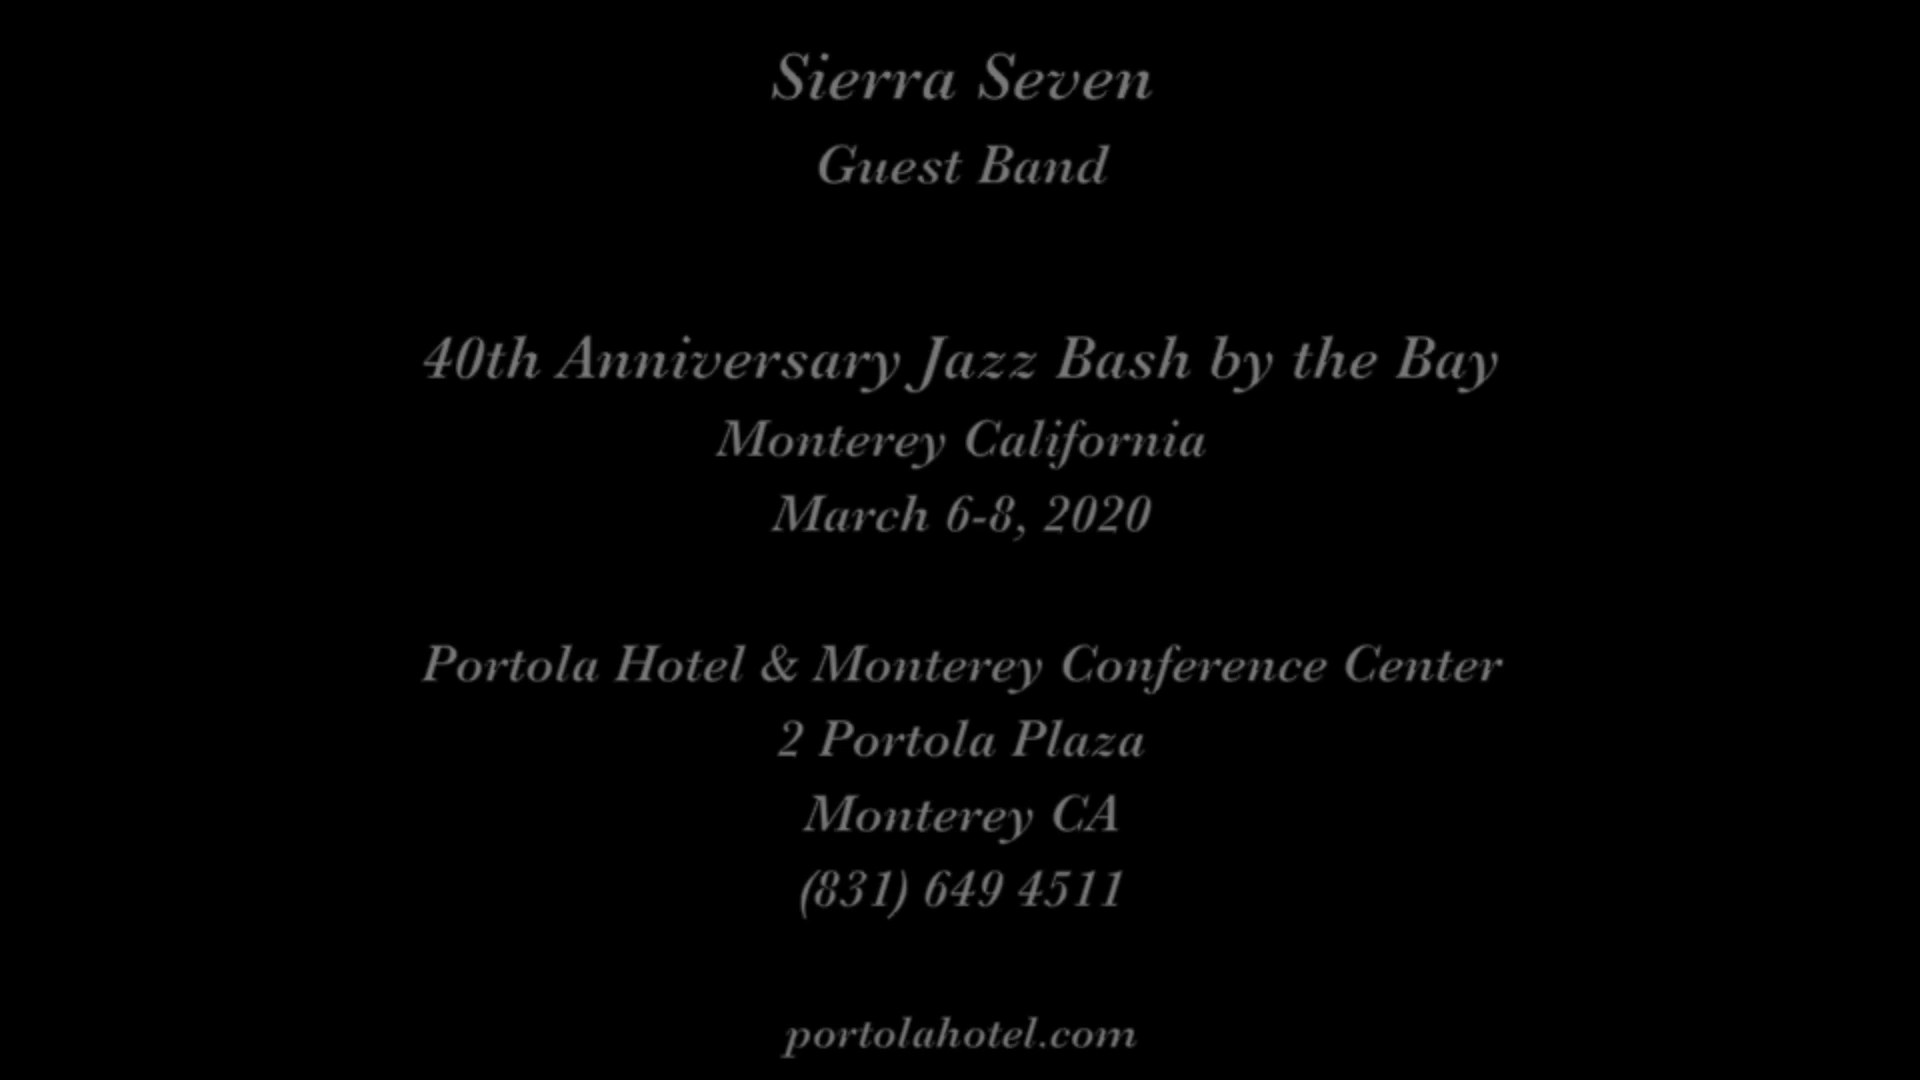 Sierra Seven
Guest Band
40th Anniversary Jazz Bash by the Bay
Monterey California
March 6-8, 2020
Portola Hotel & Monterey Conference Center
2 Portola Plaza
Monterey CA
(831) 649 4511
portolahotel.com